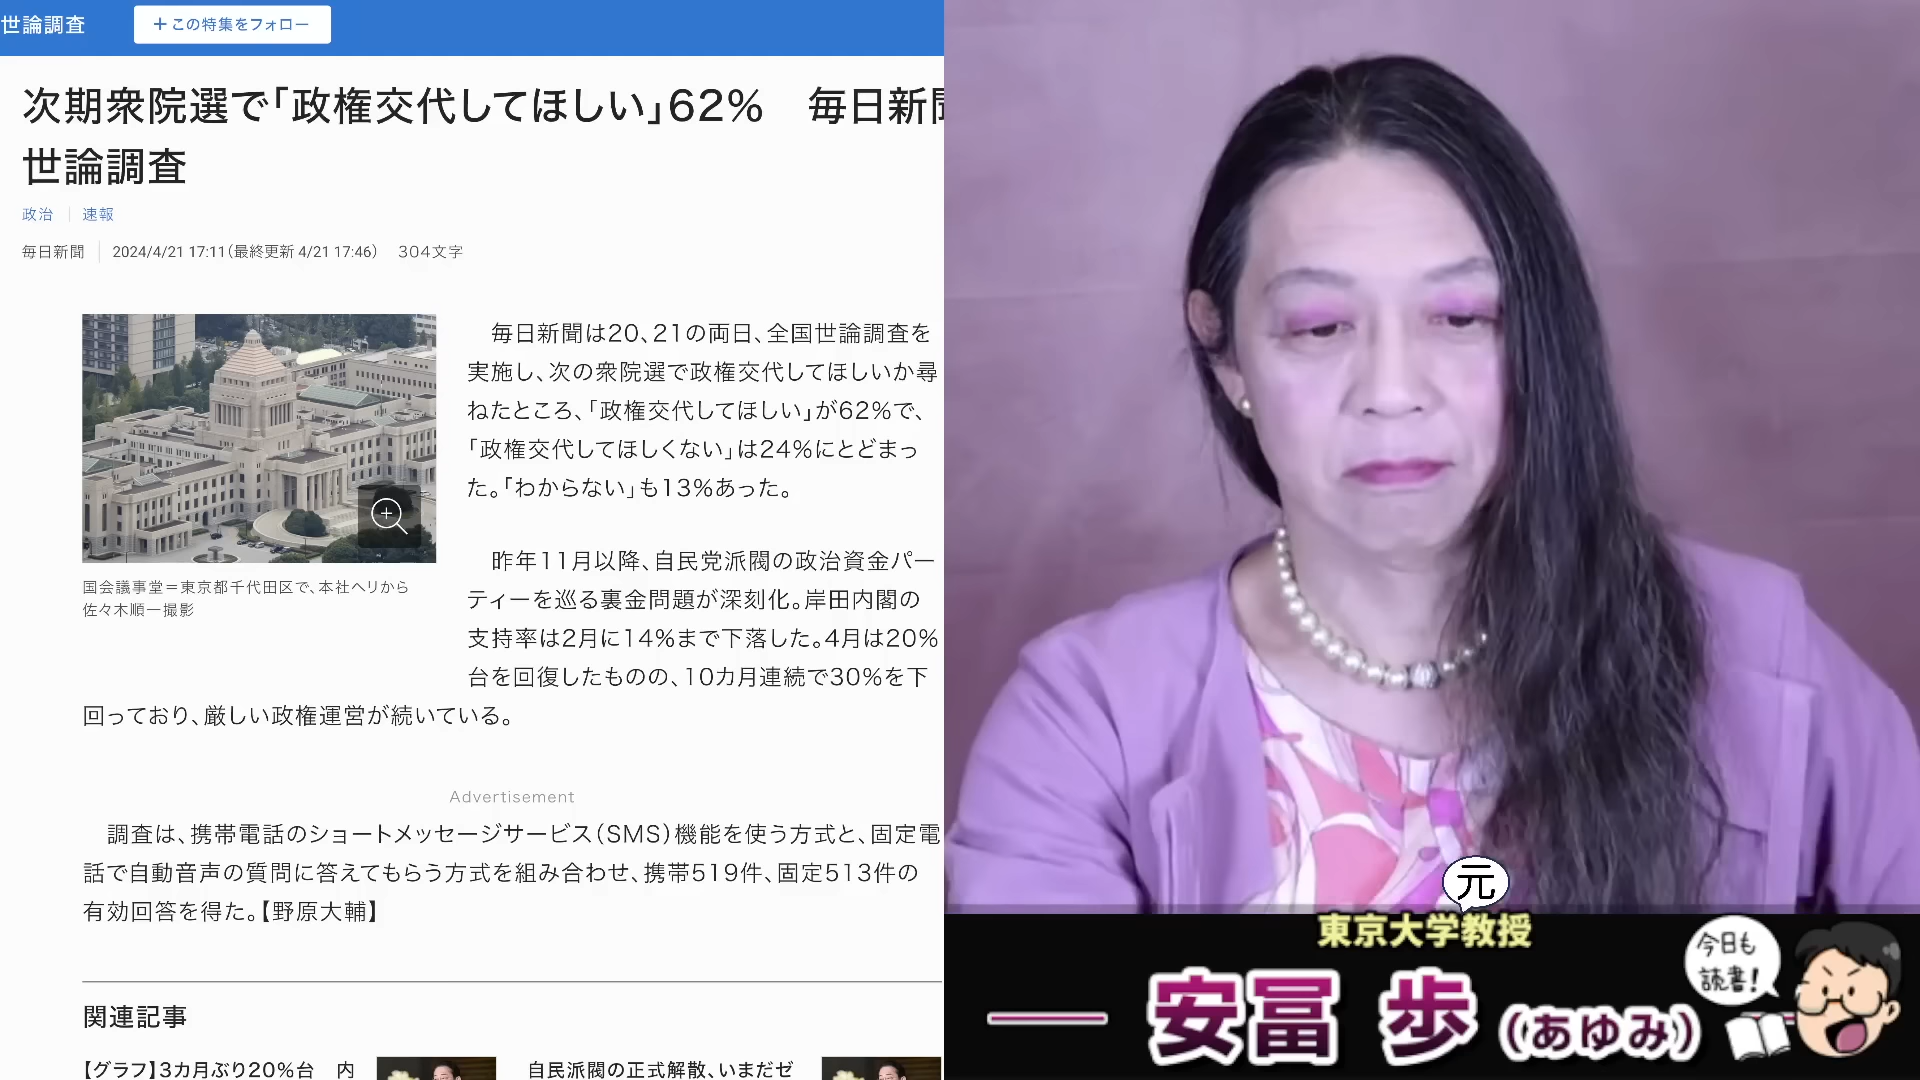 世論調査
＋この特集をフォロー
次期衆院選で「政権交代してほしい」62%　毎日新聞
世論調査
政治　速報
毎日新聞　2024/4/21 17:11（最終更新 4/21 17:46）　304文字
毎日新聞は20、21の両日、全国世論調査を
実施し、次の衆院選で政権交代してほしいか尋
ねたところ、「政権交代してほしい」が62%で、
「政権交代してほしくない」は24%にとどまっ
た。「わからない」も13%あった。
昨年11月以降、自民党派閥の政治資金パー
ティーを巡る裏金問題が深刻化。岸田内閣の
支持率は2月に14%まで下落した。4月は20%
台を回復したものの、10カ月連続で30%を下
回っており、厳しい政権運営が続いている。
国会議事堂＝東京都千代田区で、本社ヘリから
佐々木順一撮影
Advertisement
調査は、携帯電話のショートメッセージサービス（SMS）機能を使う方式と、固定電
話で自動音声の質問に答えてもらう方式を組み合わせ、携帯519件、固定513件の
有効回答を得た。【野原大輔】
関連記事
【グラフ】3カ月ぶり20%台　内
自民派閥の正式解散、いまだゼ
元
東京大学教授
安冨 歩（あゆみ）
今日も
読書！